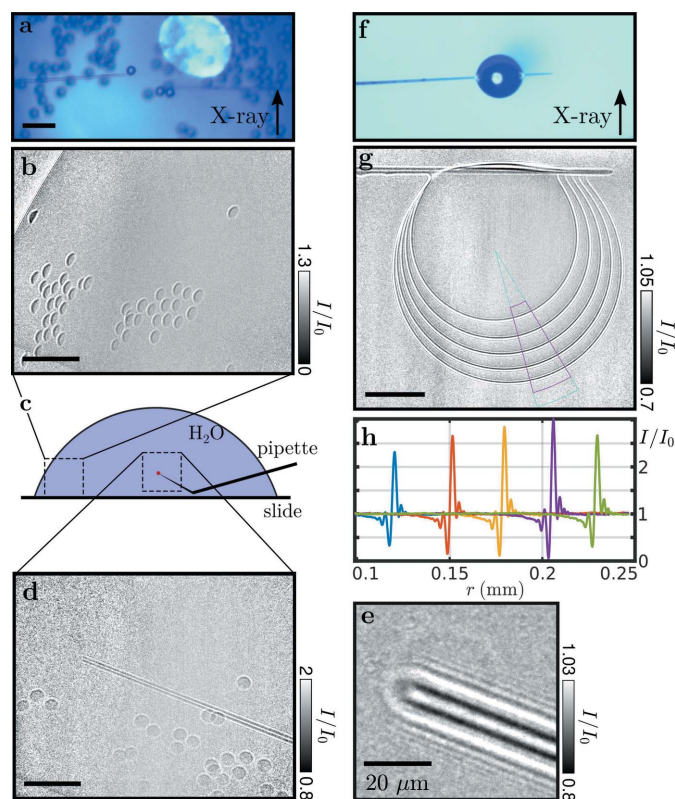 a
X-ray
b
1.3
I/I₀
0
c
H₂O
pipette
slide
d
2
I/I₀
0.8
f
X-ray
g
1.05
I/I₀
0.7
h
I/I₀
2
1
0
0.1
0.15
0.2
0.25
r (mm)
e
20 μm
1.03
I/I₀
0.8